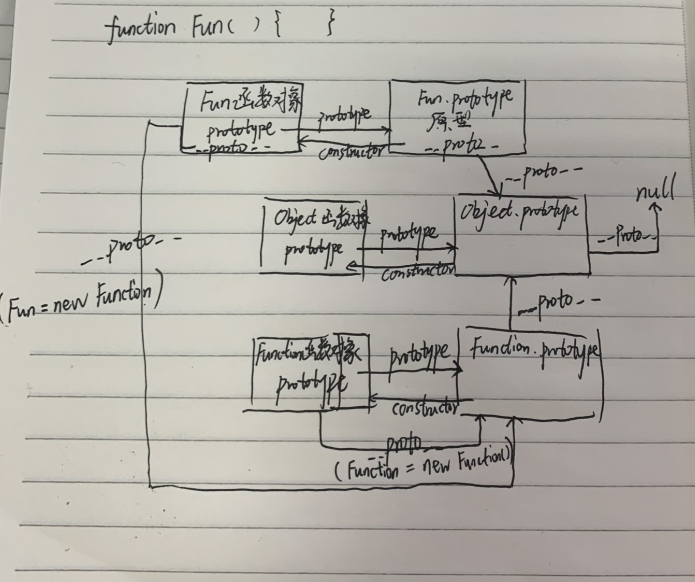 function Fun( ) { }
Fun函数对象
prototype
--proto--
prototype
constructor
Fun.prototype
原型
--proto--
--proto--
Object函数对象
prototype
prototype
constructor
Object.prototype
--proto--
null
--proto--
(Fun=new Function)
--proto--
Function函数对象
prototype
prototype
constructor
Function.prototype
--proto--
(Function = new Function())